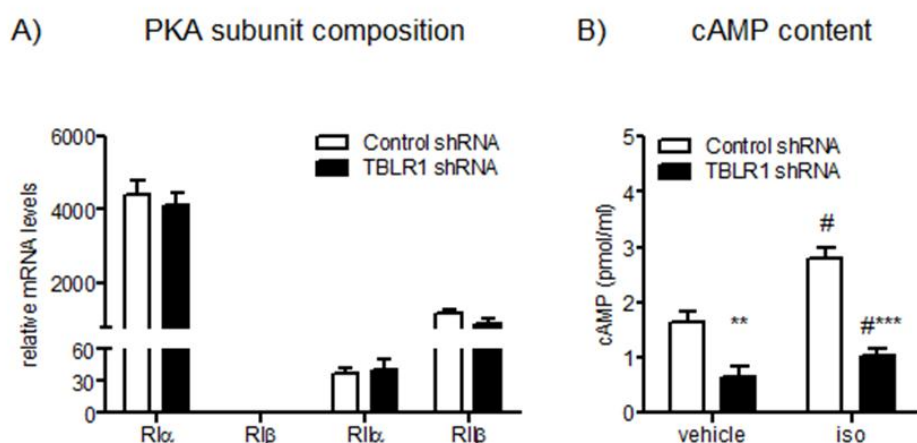 A) PKA subunit composition
relative mRNA levels
6000
4000
2000
60
30
0
Control shRNA
TBLR1 shRNA
RIα RIβ RIIα RIIβ
B) cAMP content
cAMP (pmol/ml)
5
4
3
2
1
0
Control shRNA
TBLR1 shRNA
**
#
#***
vehicle iso